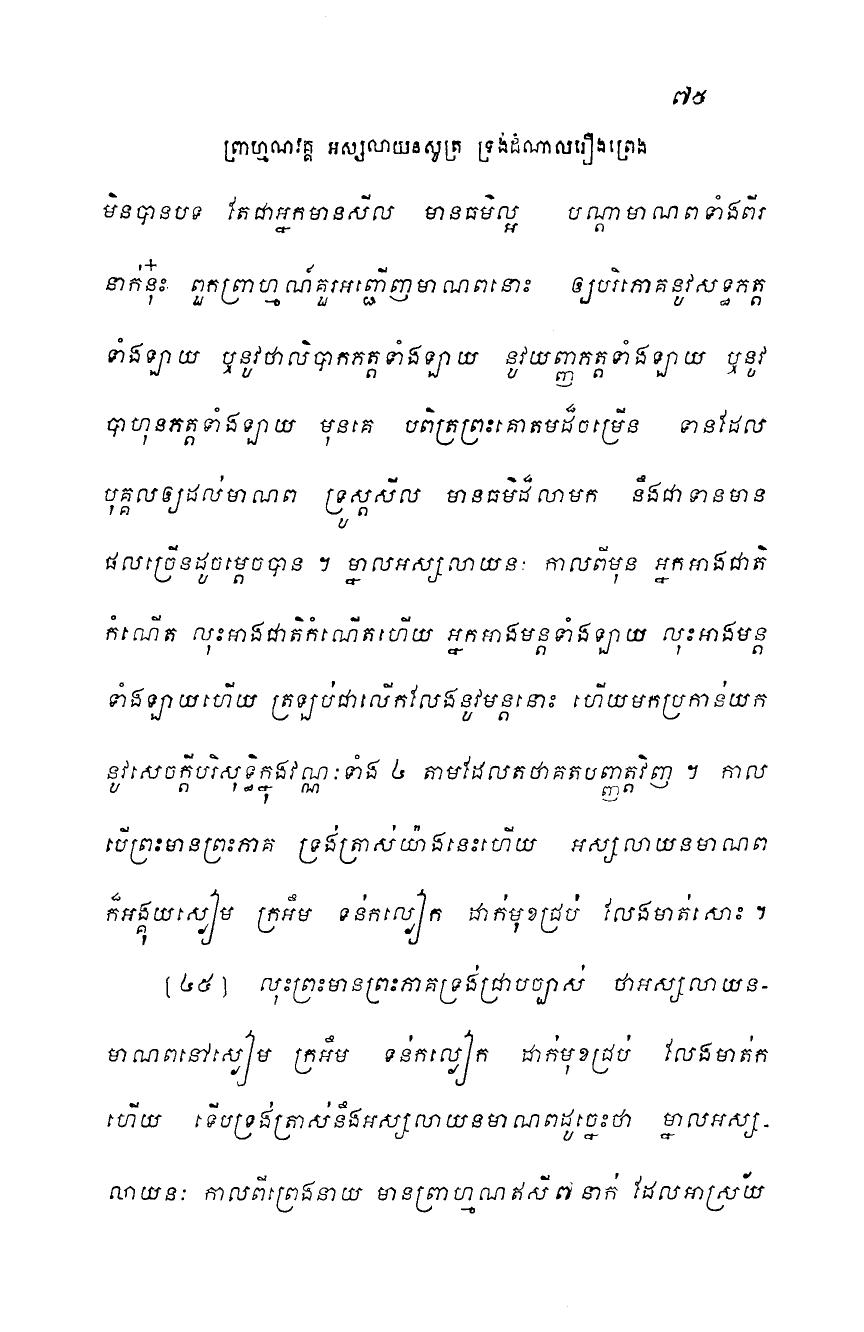 ៧៥
ព្រាហ្មណវគ្គ អស្សលាយនសូត្រ ទ្រង់ដំណាលរឿងព្រេង
មិនបានបទ តែជាអ្នកមានសីល មានធម៌ល្អ បណ្តាមាណពទាំងពីរ
នាក់នុ៎ះ ពួកព្រាហ្មណ៍គួរអញ្ជើញមាណពនោះ ឲ្យបរិភោគនូវសទ្ធកត្ត
ទាំងឡាយ ឬនូវថាលិបាកកត្តទាំងឡាយ នូវយញ្ញកត្តទាំងឡាយ ឬនូវ
បាហុនកត្តទាំងឡាយ មុនគេ បពិត្រព្រះគោតមដ៏ចម្រើន ទានដែល
បុគ្គលឲ្យដល់មាណព ទ្រូស្តសីល មានធម៌ដ៏លាមក នឹងជាទានមាន
ផលច្រើនដូចម្តេចបាន ។ ម្នាលអស្សលាយនៈ កាលពីមុន អ្នកអាងជាតិ
កំណើត លុះអាងជាតិកំណើតហើយ អ្នកអាងមន្តទាំងឡាយ លុះអាងមន្ត
ទាំងឡាយហើយ ត្រឡប់ជាលើកលែងនូវមន្តនោះ ហើយមកប្រកាន់យក
នូវសេចក្តីបរិសុទ្ធិក្នុងវណ្ណៈទាំង ៤ តាមដែលតថាគតបញ្ញត្តវិញ ។ កាល
បើព្រះមានព្រះភាគ ទ្រង់ត្រាស់យ៉ាងនេះហើយ អស្សលាយនមាណព
ក៏អង្គុយស្ងៀម ក្រអឹម ទន់កល្ងៀក ដាក់មុខជ្រប់ លែងមាត់សោះ ។
[៤៥] លុះព្រះមានព្រះភាគទ្រង់ជ្រាបច្បាស់ ថាអស្សលាយន-
មាណពនៅស្ងៀម ក្រអឹម ទន់កល្ងៀក ដាក់មុខជ្រប់ លែងមាត់ក
ហើយ ទើបទ្រង់ត្រាស់នឹងអស្សលាយនមាណពដូច្នេះថា ម្នាលអស្ស-
លាយនៈ កាលពីព្រេងនាយ មានព្រាហ្មណឥសី ៧ នាក់ ដែលអាស្រ័យ